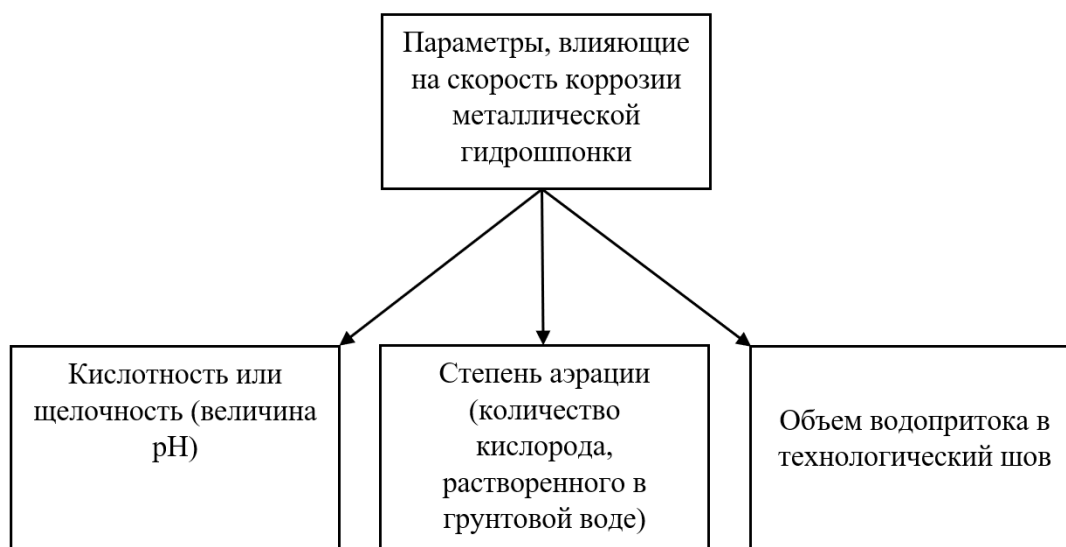 Параметры, влияющие
на скорость коррозии
металлической
гидрошпонки
Кислотность или
щелочность (величина
pH)
Степень аэрации
(количество
кислорода,
растворенного в
грунтовой воде)
Объем водопритока в
технологический шов